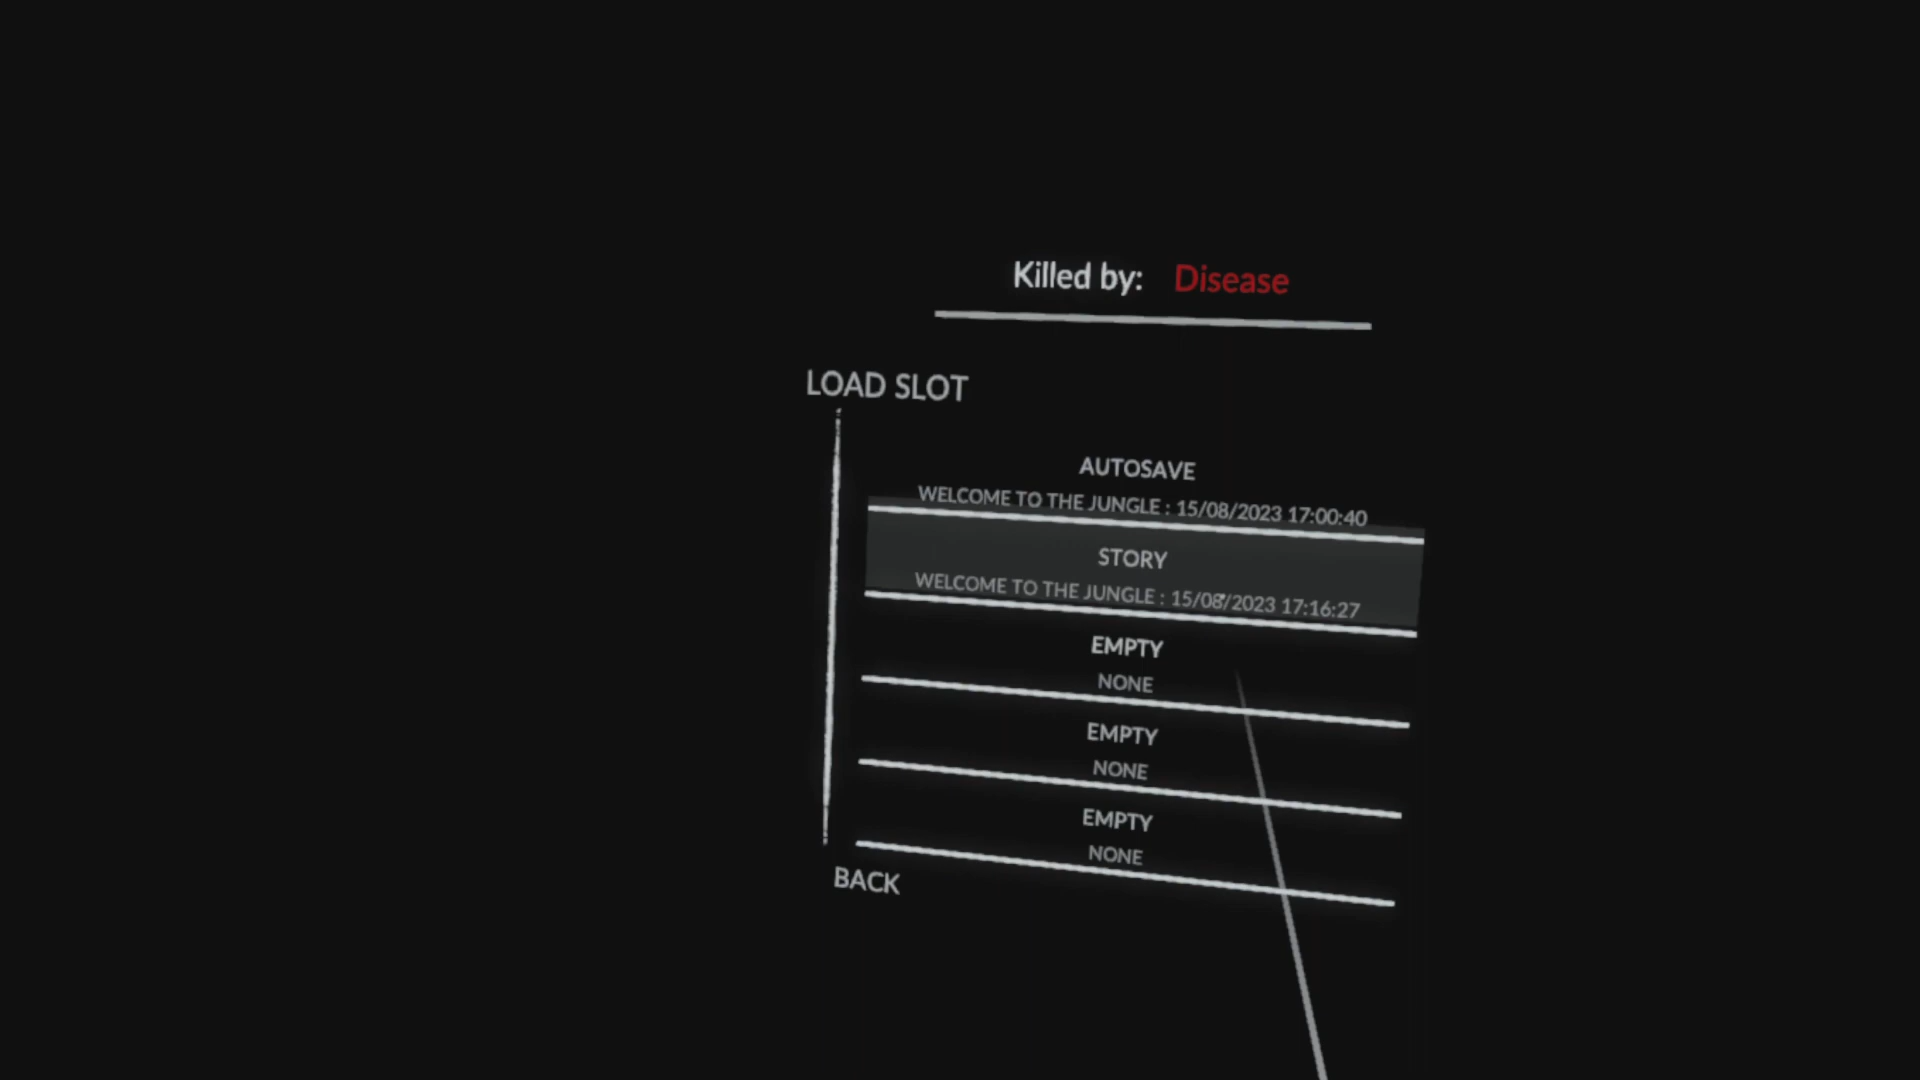 Killed by: Disease
LOAD SLOT
AUTOSAVE
WELCOME TO THE JUNGLE : 15/08/2023 17:00:40
STORY
WELCOME TO THE JUNGLE : 15/08/2023 17:16:27
EMPTY
NONE
EMPTY
NONE
EMPTY
NONE
BACK